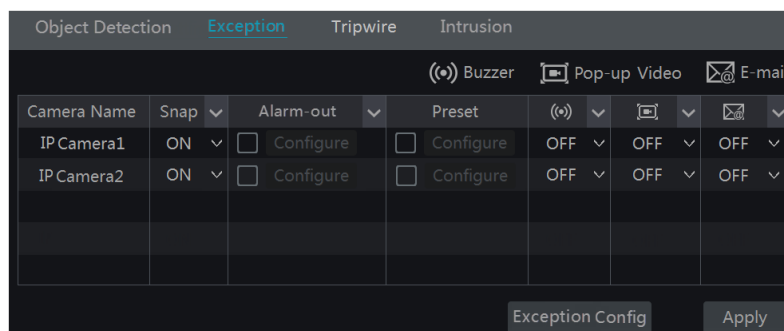 Object Detection Exception Tripwire Intrusion
Buzzer Pop-up Video E-mai
Camera Name Snap Alarm-out Preset
IP Camera1 ON Configure Configure OFF OFF OFF
IP Camera2 ON Configure Configure OFF OFF OFF
Exception Config Apply